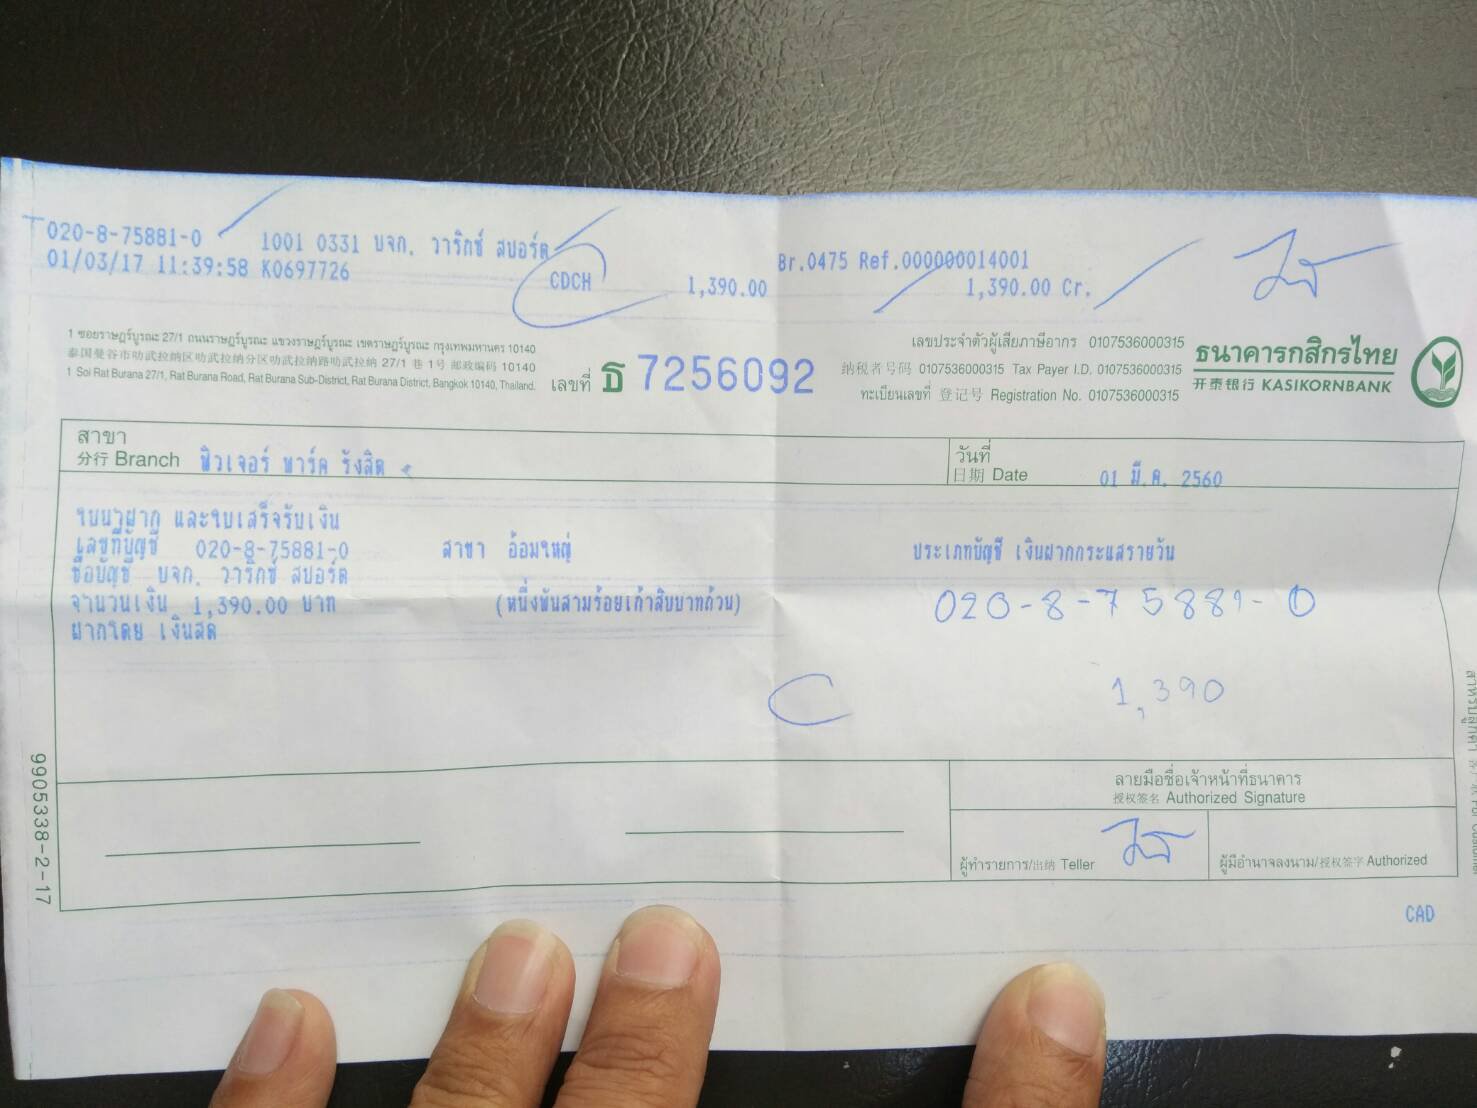 020-8-75881-0 1001 0331 บจก. วาริกซ์ สปอร์ต Br.0475 Ref.000000014001
01/03/17 11:39:58 K0697726 CDCH 1,390.00 1,390.00 Cr.
1 ซอยราษฎร์บูรณะ 27/1 ถนนราษฎร์บูรณะ แขวงราษฎร์บูรณะ เขตราษฎร์บูรณะ กรุงเทพมหานคร 10140
泰国曼谷市叻武拉纳区叻武拉纳分区叻武拉纳路叻武拉纳 27/1 巷 1号 邮政编码 10140
1 Soi Rat Burana 27/1, Rat Burana Road, Rat Burana Sub-District, Rat Burana District, Bangkok 10140, Thailand.
เลขที่ ธ 7256092
เลขประจำตัวผู้เสียภาษีอากร 0107536000315
纳税者号码 0107536000315 Tax Payer I.D. 0107536000315
ทะเบียนเลขที่ 登记号 Registration No. 0107536000315
ธนาคารกสิกรไทย
开泰银行 KASIKORNBANK
สาขา
分行 Branch ฟิวเจอร์ พาร์ค รังสิต
วันที่
日期 Date 01 มี.ค. 2560
ใบนำฝาก และใบเสร็จรับเงิน
เลขที่บัญชี 020-8-75881-0 สาขา อ้อมใหญ่ ประเภทบัญชี เงินฝากกระแสรายวัน
ชื่อบัญชี บจก. วาริกซ์ สปอร์ต
จำนวนเงิน 1,390.00 บาท (หนึ่งพันสามร้อยเก้าสิบบาทถ้วน) 020-8-75881-0
ฝากโดย เงินสด
1,390
ลายมือชื่อเจ้าหน้าที่ธนาคาร
授权签名 Authorized Signature
ผู้ทำรายการ/出纳 Teller
ผู้มีอำนาจลงนาม/授权签字 Authorized
CAD
9905338-2-17